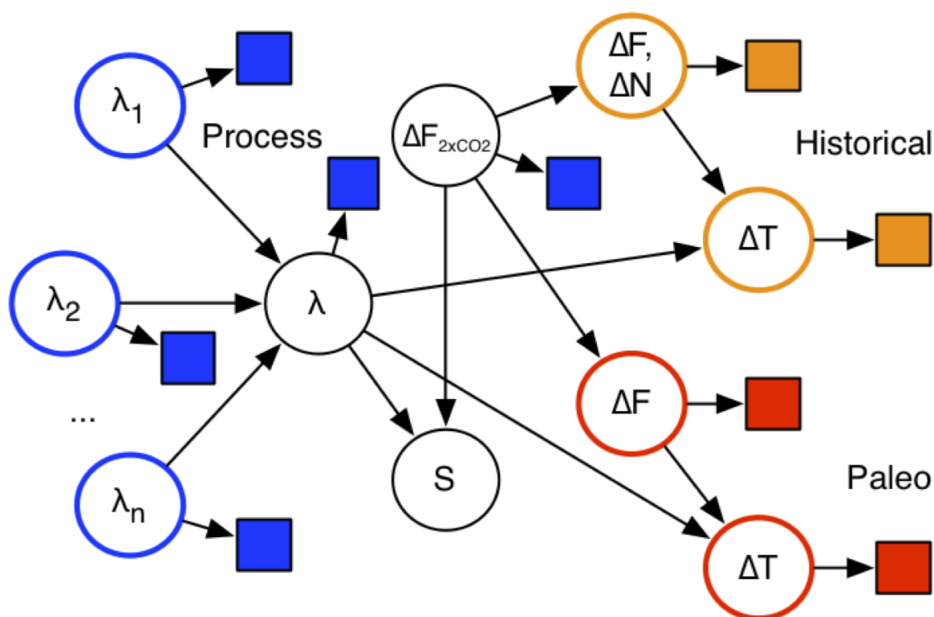 λ1
Process
λ2
...
λn
λ
ΔF2xCO2
S
ΔF,
ΔN
Historical
ΔT
ΔF
Paleo
ΔT